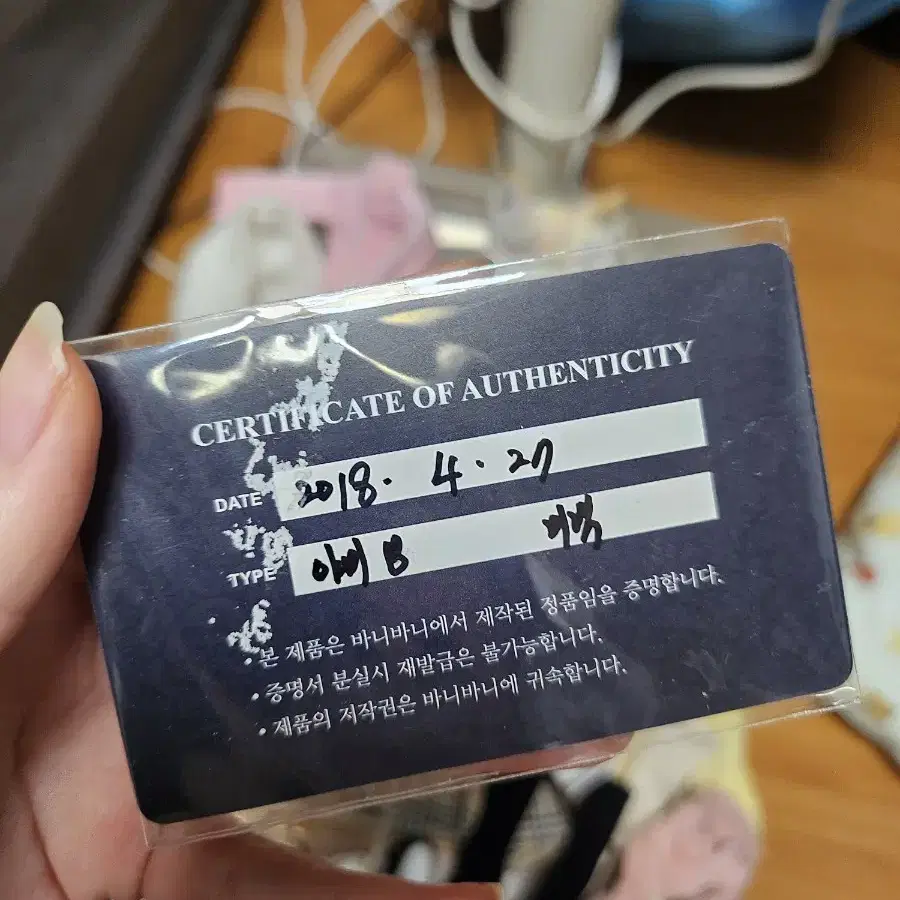 CERTIFICATE OF AUTHENTICITY
DATE 2018. 4. 27
TYPE 아비 B
• 본 제품은 바니바니에서 제작된 정품임을 증명합니다.
• 증명서 분실시 재발급은 불가능합니다.
• 제품의 저작권은 바니바니에 귀속합니다.